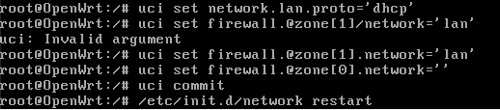 root@OpenWrt:/# uci set network.lan.proto='dhcp'
root@OpenWrt:/# uci set firewall.@zone[1]/network='lan'
uci: Invalid argument
root@OpenWrt:/# uci set firewall.@zone[1].network='lan'
root@OpenWrt:/# uci set firewall.@zone[0].network=''
root@OpenWrt:/# uci commit
root@OpenWrt:/# /etc/init.d/network restart